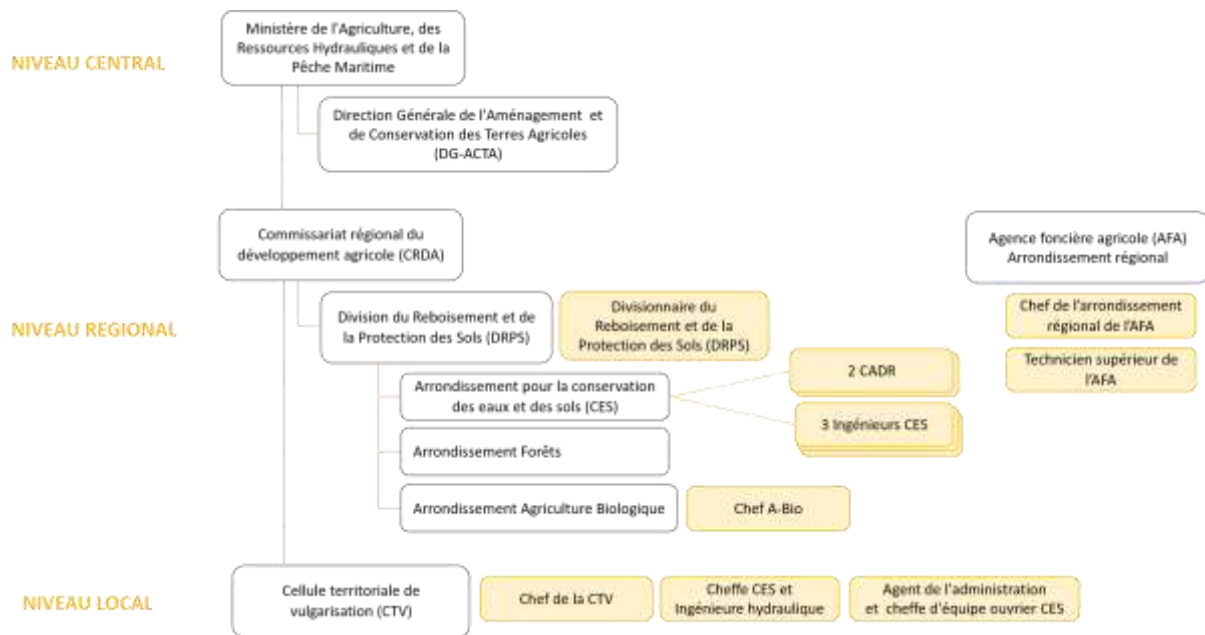 Ministère de l'Agriculture, des
Ressources Hydrauliques et de la
Pêche Maritime
NIVEAU CENTRAL
Direction Générale de l'Aménagement et
de Conservation des Terres Agricoles
(DG-ACTA)
Commissariat régional du
développement agricole (CRDA)
Agence foncière agricole (AFA)
Arrondissement régional
NIVEAU REGIONAL
Division du Reboisement et de
la Protection des Sols (DRPS)
Divisionnaire du
Reboisement et de la
Protection des Sols (DRPS)
Chef de l'arrondissement
régional de l'AFA
Technicien supérieur de
l'AFA
Arrondissement pour la conservation
des eaux et des sols (CES)
2 CADR
3 Ingénieurs CES
Arrondissement Forêts
Arrondissement Agriculture Biologique
Chef A-Bio
NIVEAU LOCAL
Cellule territoriale de
vulgarisation (CTV)
Chef de la CTV
Cheffe CES et
Ingénieure hydraulique
Agent de l'administration
et cheffe d'équipe ouvrier CES